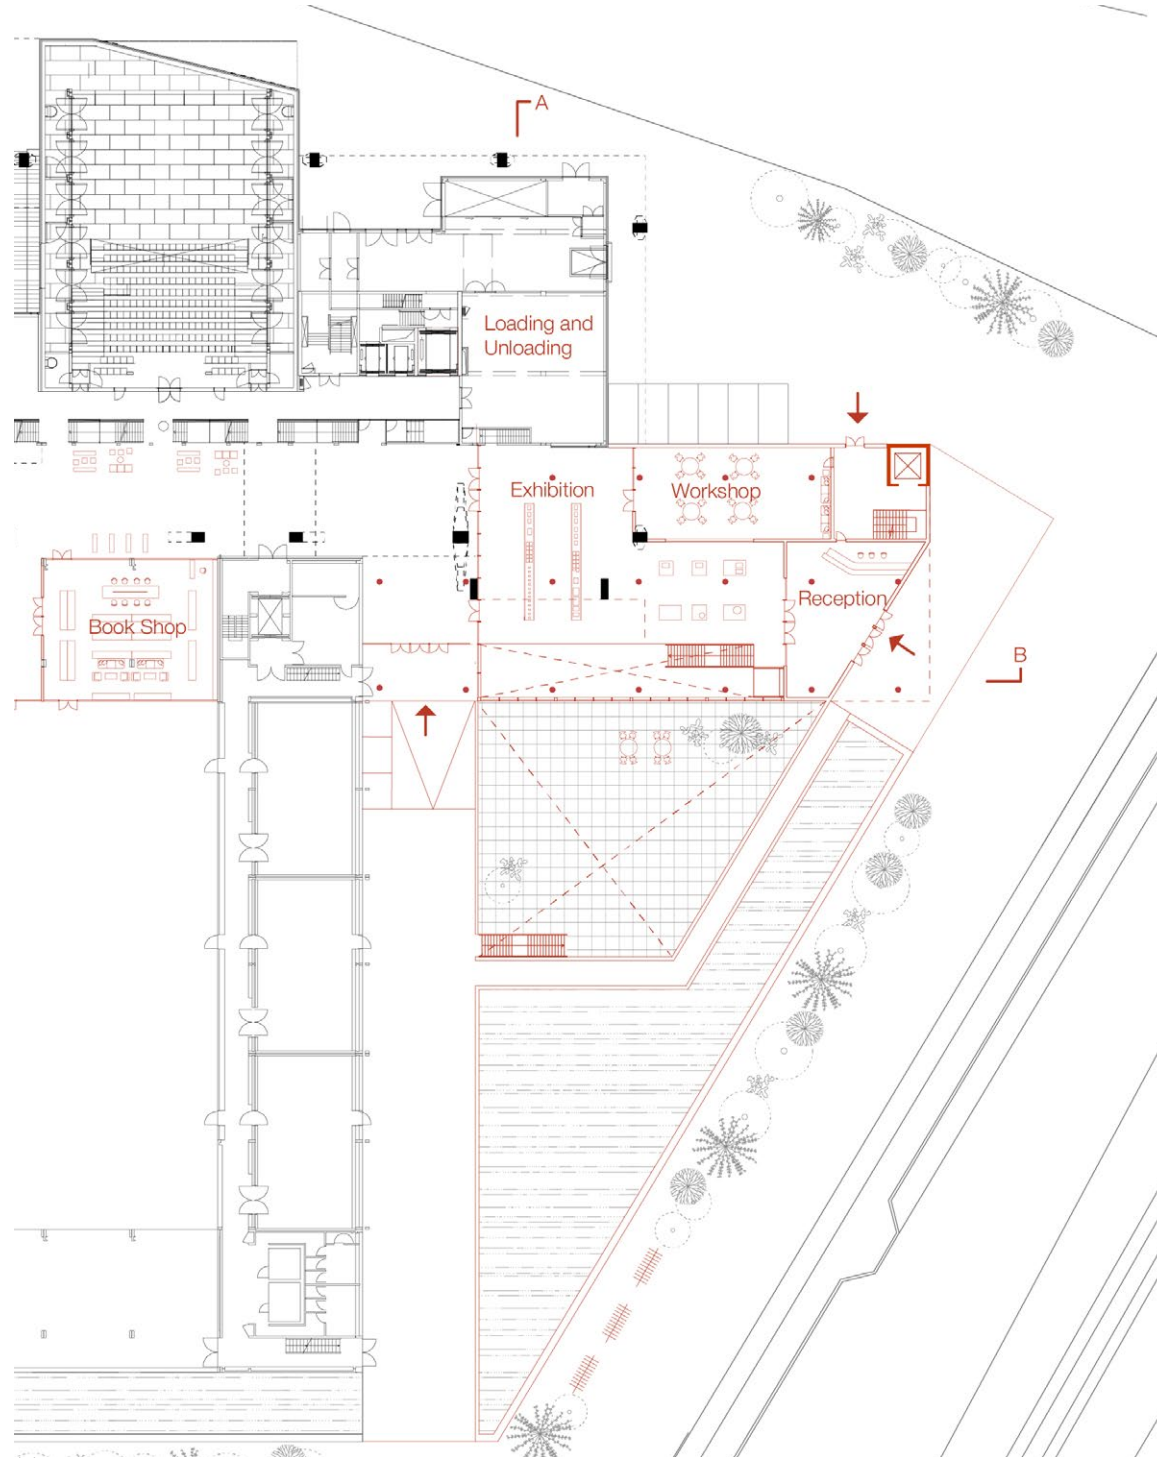 A
Loading and
Unloading
Exhibition
Workshop
Reception
Book Shop
B